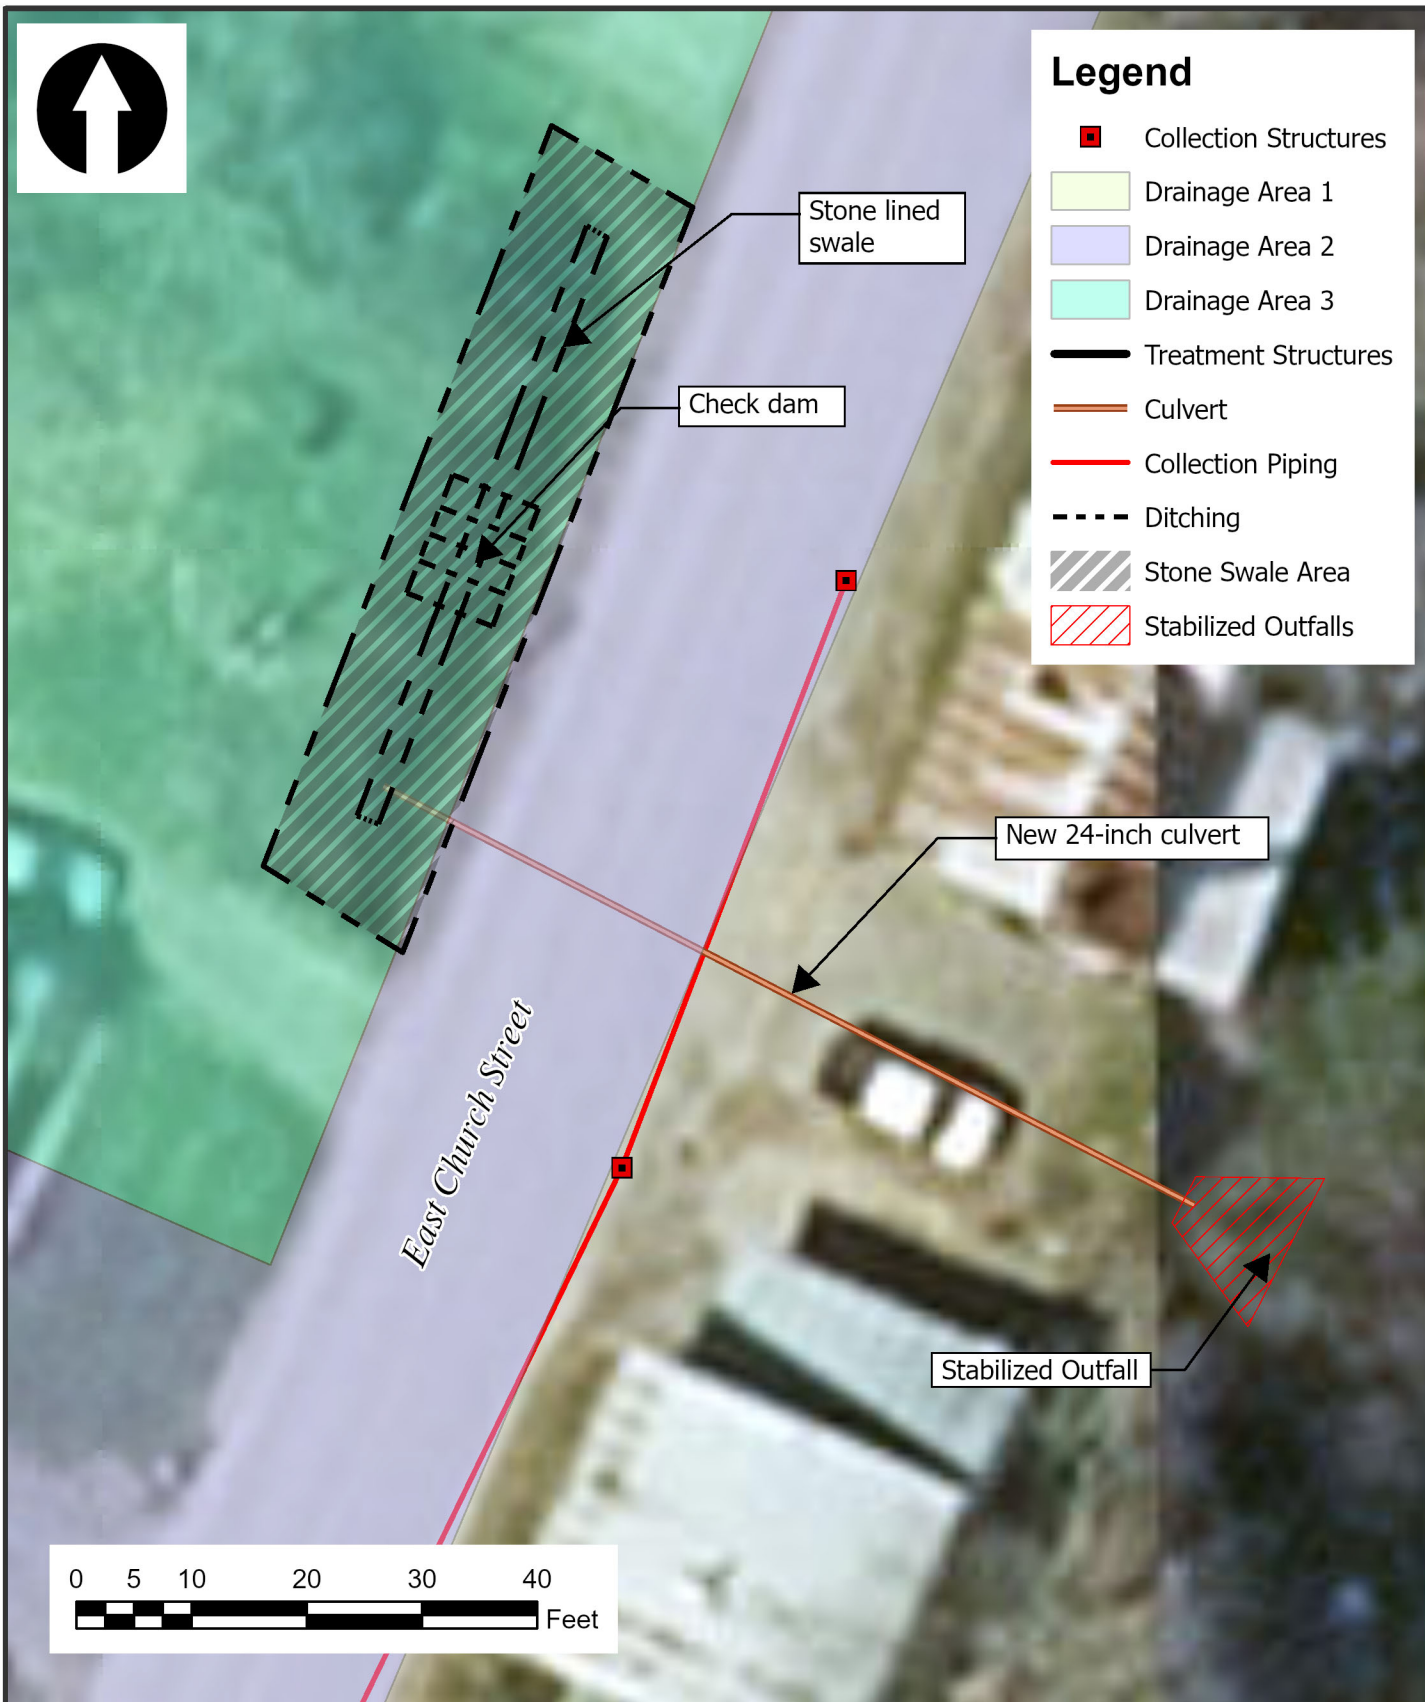 Legend
Collection Structures
Drainage Area 1
Drainage Area 2
Drainage Area 3
Treatment Structures
Culvert
Collection Piping
Ditching
Stone Swale Area
Stabilized Outfalls
Stone lined
swale
Check dam
New 24-inch culvert
East Church Street
Stabilized Outfall
0 5 10 20 30 40
Feet